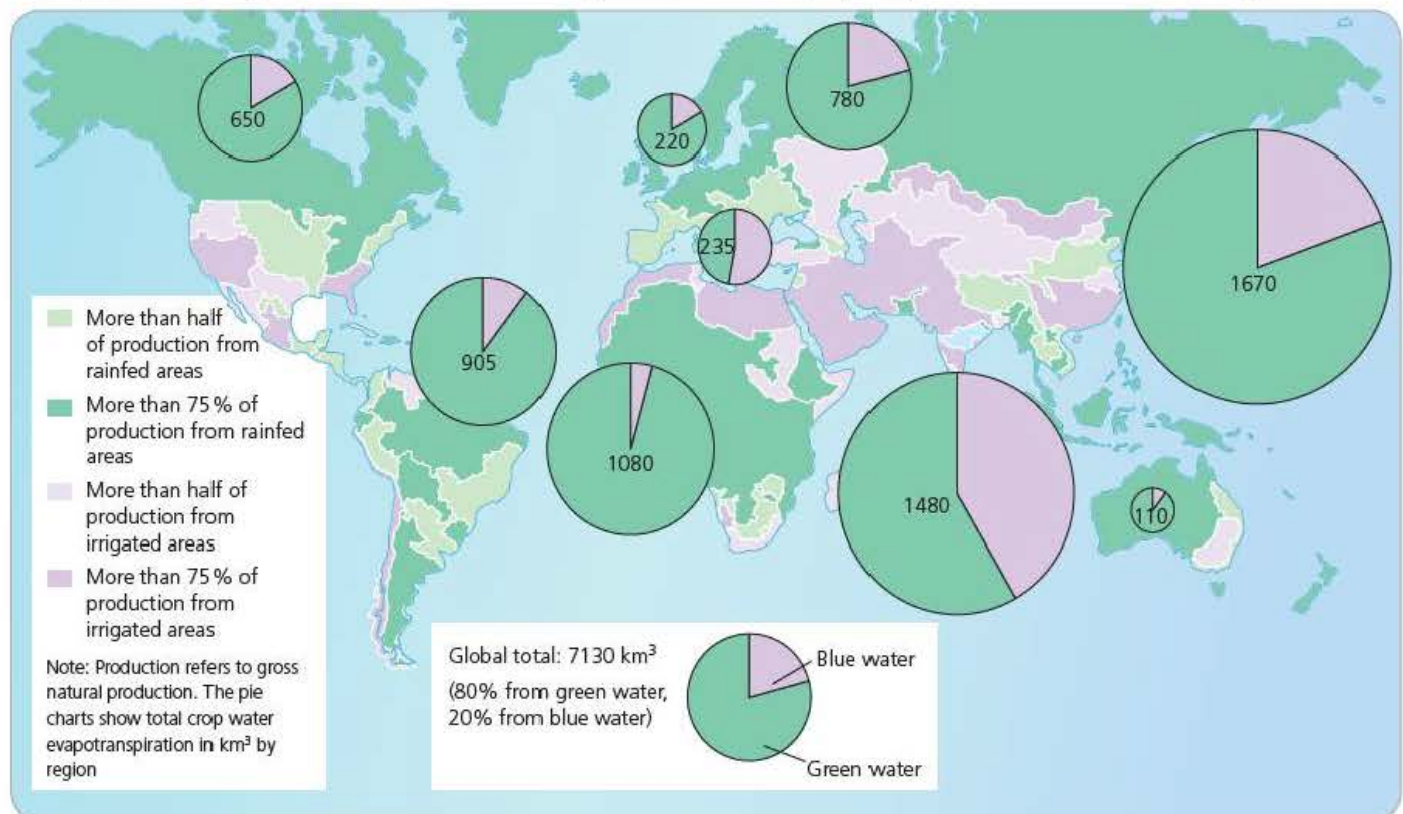 650
220
780
235
1670
905
1080
1480
110
More than half
of production from
rainfed areas
More than 75% of
production from rainfed
areas
More than half of
production from
irrigated areas
More than 75% of
production from
irrigated areas
Note: Production refers to gross
natural production. The pie
charts show total crop water
evapotranspiration in km³ by
region
Global total: 7130 km³
(80% from green water,
20% from blue water)
Blue water
Green water